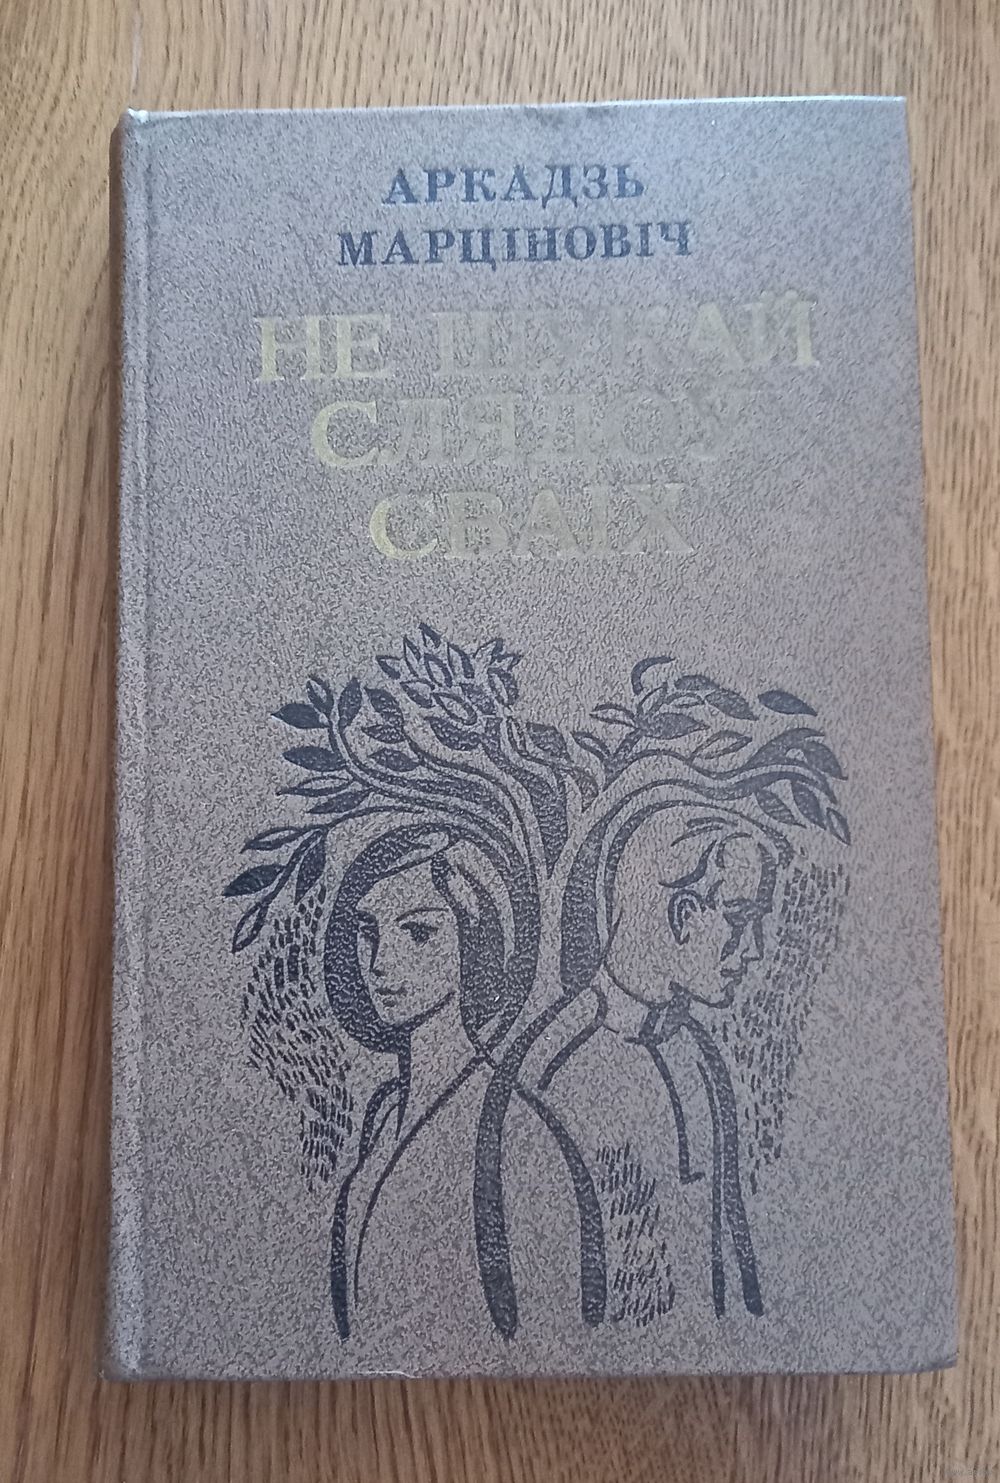 АРКАДЗЬ
МАРЦІНОВІЧ
НЕ ШУКАЙ
СЛЯДОЎ
СВАІХ